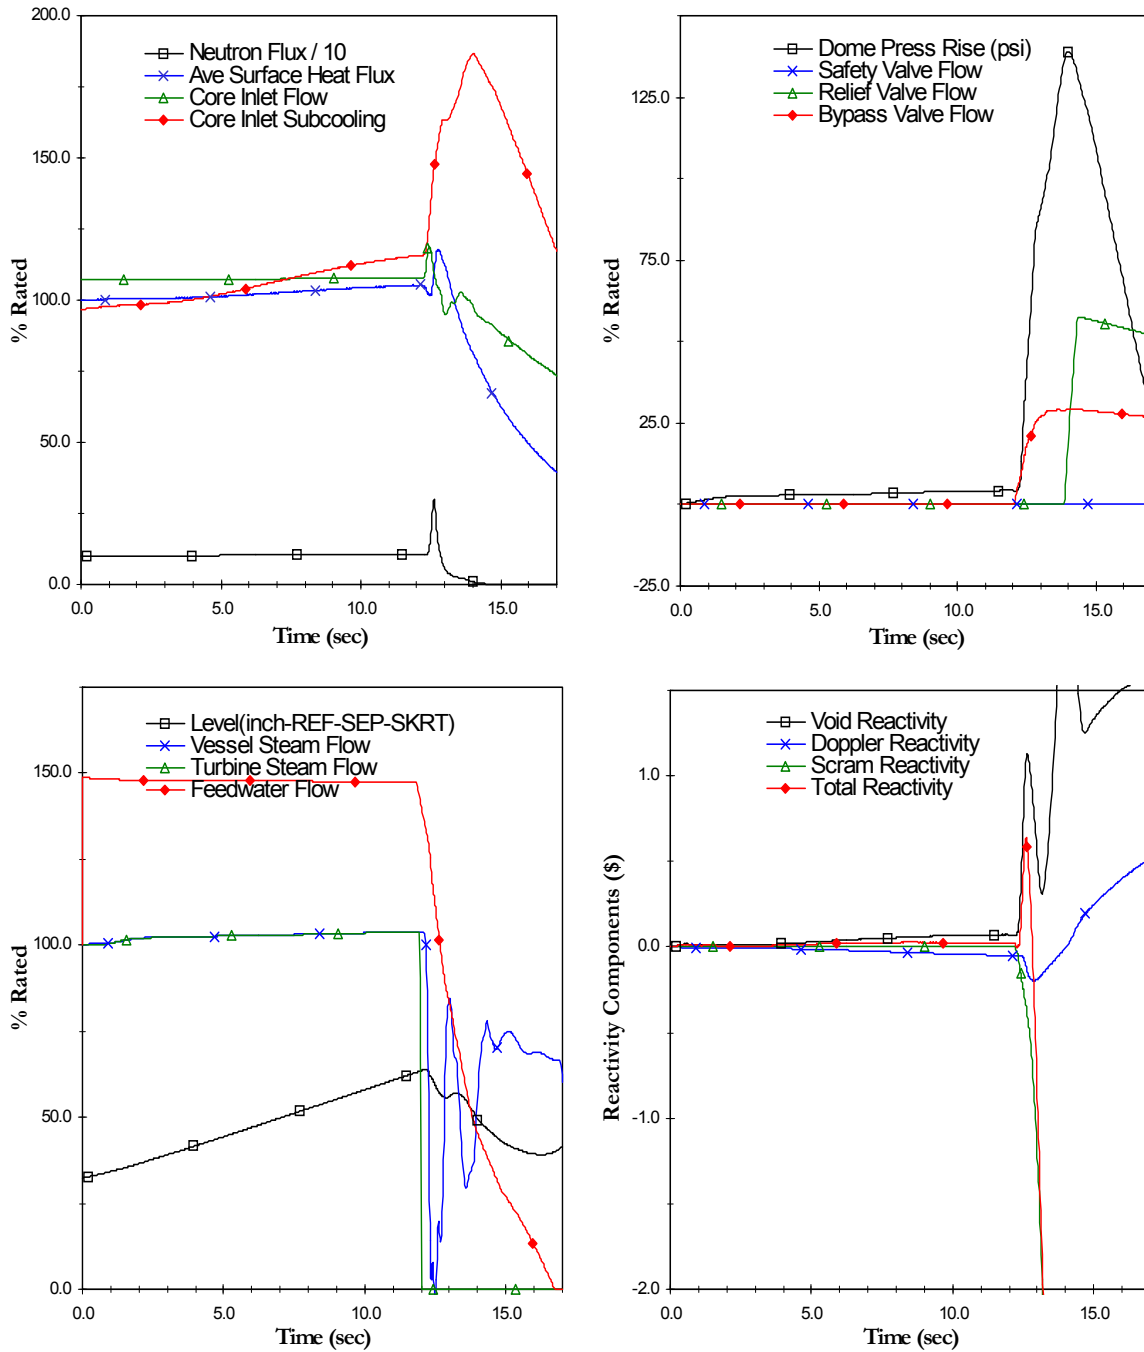 200.0
150.0
100.0
50.0
0.0
% Rated
Neutron Flux / 10
Ave Surface Heat Flux
Core Inlet Flow
Core Inlet Subcooling
0.0 5.0 10.0 15.0
Time (sec)
125.0
75.0
25.0
-25.0
% Rated
Dome Press Rise (psi)
Safety Valve Flow
Relief Valve Flow
Bypass Valve Flow
0.0 5.0 10.0 15.0
Time (sec)
150.0
100.0
50.0
0.0
% Rated
Level(inch-REF-SEP-SKRT)
Vessel Steam Flow
Turbine Steam Flow
Feedwater Flow
0.0 5.0 10.0 15.0
Time (sec)
1.0
0.0
-1.0
-2.0
Reactivity Components ($)
Void Reactivity
Doppler Reactivity
Scram Reactivity
Total Reactivity
0.0 5.0 10.0 15.0
Time (sec)